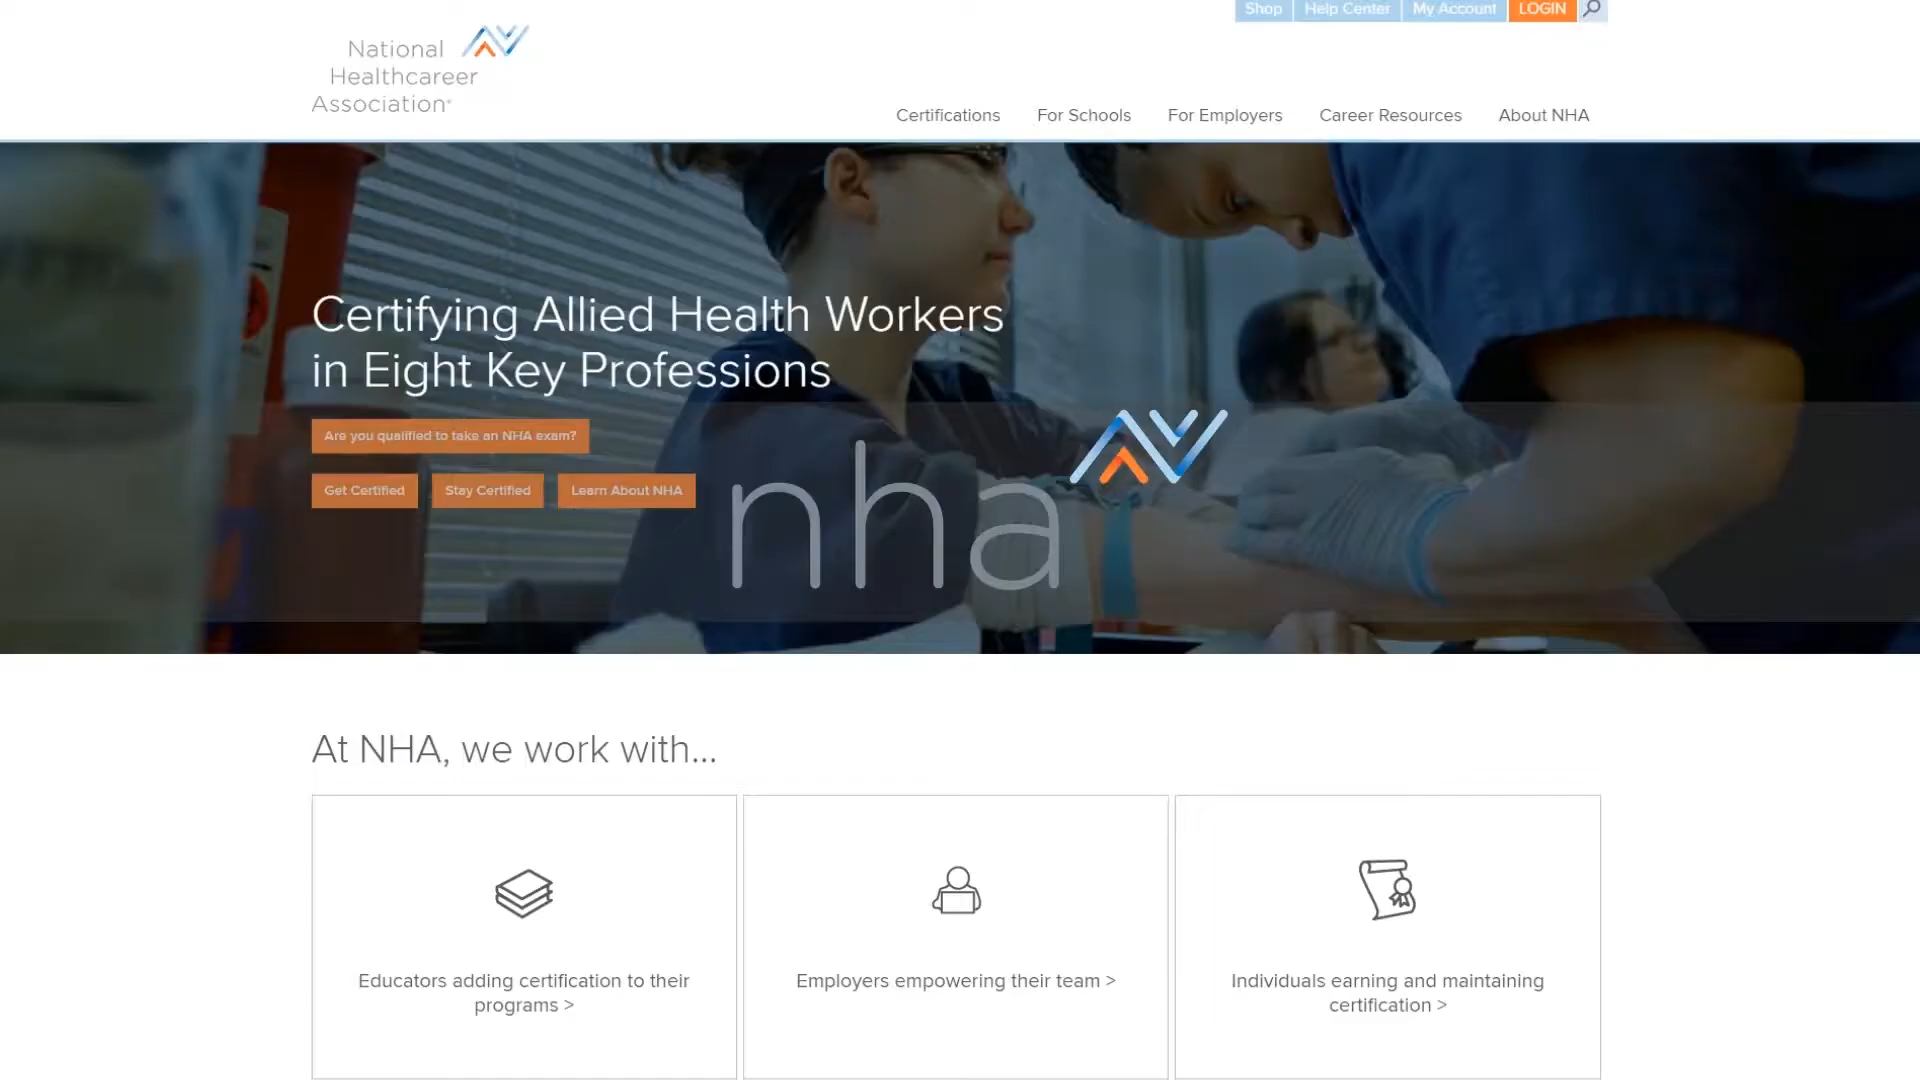 Shop Help Center My Account LOGIN
National
Healthcareer
Association®
Certifications For Schools For Employers Career Resources About NHA
Certifying Allied Health Workers
in Eight Key Professions
Are you qualified to take an NHA exam?
Get Certified Stay Certified Learn About NHA
nha
At NHA, we work with...
Educators adding certification to their
programs >
Employers empowering their team >
Individuals earning and maintaining
certification >